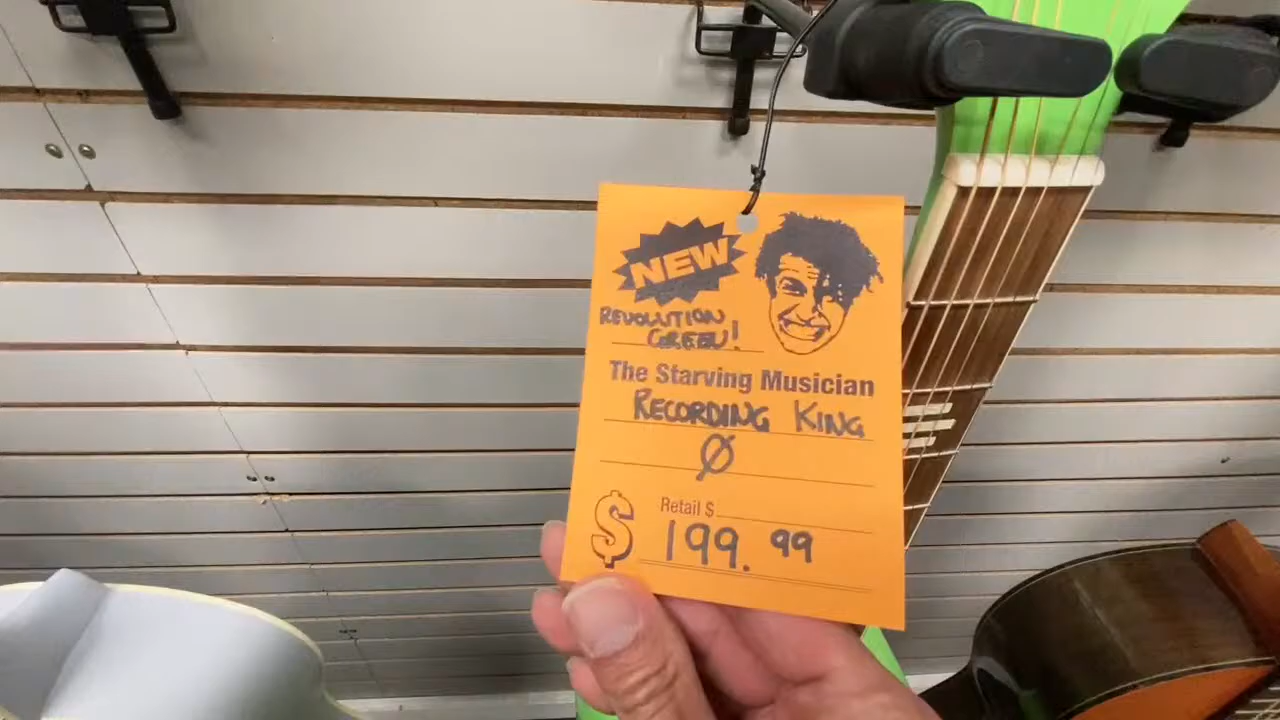 NEW
REVOLUTION
GREEN!
The Starving Musician
RECORDING KING
Ø
Retail $
$ 199.99